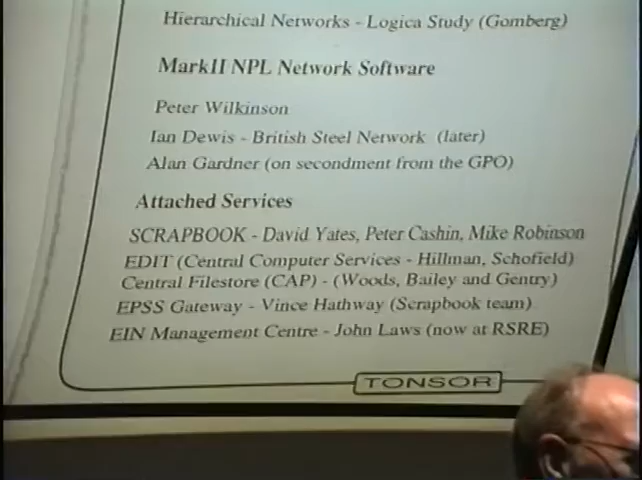 Hierarchical Networks - Logica Study (Gomberg)
MarkII NPL Network Software
Peter Wilkinson
Ian Dewis - British Steel Network (later)
Alan Gardner (on secondment from the GPO)
Attached Services
SCRAPBOOK - David Yates, Peter Cashin, Mike Robinson
EDIT (Central Computer Services - Hillman, Schofield)
Central Filestore (CAP) - (Woods, Bailey and Gentry)
EPSS Gateway - Vince Hathway (Scrapbook team)
EIN Management Centre - John Laws (now at RSRE)
TONSOR